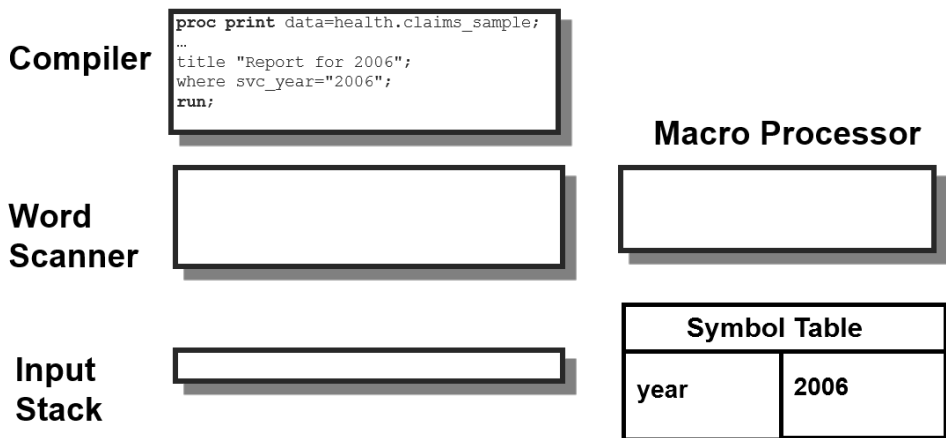 Compiler
proc print data=health.claims_sample;
…
title "Report for 2006";
where svc_year="2006";
run;
Macro Processor
Word
Scanner
Input
Stack
Symbol Table
year 2006